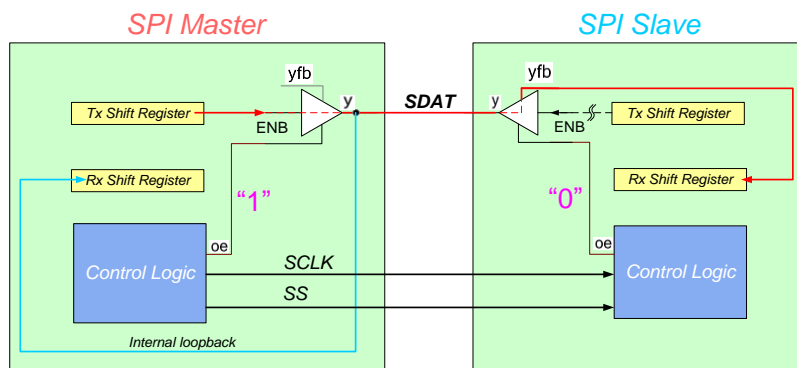 SPI Master
SPI Slave
yfb
y
SDAT
y
yfb
Tx Shift Register
ENB
ENB
Tx Shift Register
Rx Shift Register
Rx Shift Register
“1”
“0”
oe
oe
Control Logic
SCLK
Control Logic
SS
Internal loopback